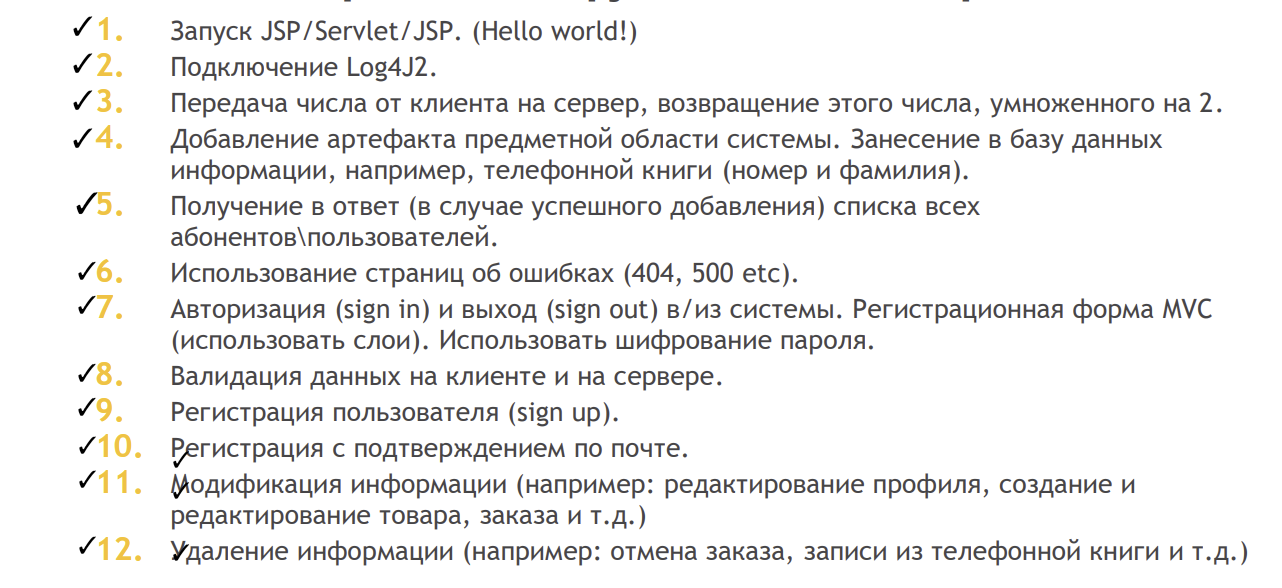 ✓1. Запуск JSP/Servlet/JSP. (Hello world!)
✓2. Подключение Log4J2.
✓3. Передача числа от клиента на сервер, возвращение этого числа, умноженного на 2.
✓4. Добавление артефакта предметной области системы. Занесение в базу данных
информации, например, телефонной книги (номер и фамилия).
✓5. Получение в ответ (в случае успешного добавления) списка всех
абонентов\пользователей.
✓6. Использование страниц об ошибках (404, 500 etc).
✓7. Авторизация (sign in) и выход (sign out) в/из системы. Регистрационная форма MVC
(использовать слои). Использовать шифрование пароля.
✓8. Валидация данных на клиенте и на сервере.
✓9. Регистрация пользователя (sign up).
✓10. Регистрация с подтверждением по почте.
✓11. Модификация информации (например: редактирование профиля, создание и
редактирование товара, заказа и т.д.)
✓12. Удаление информации (например: отмена заказа, записи из телефонной книги и т.д.)